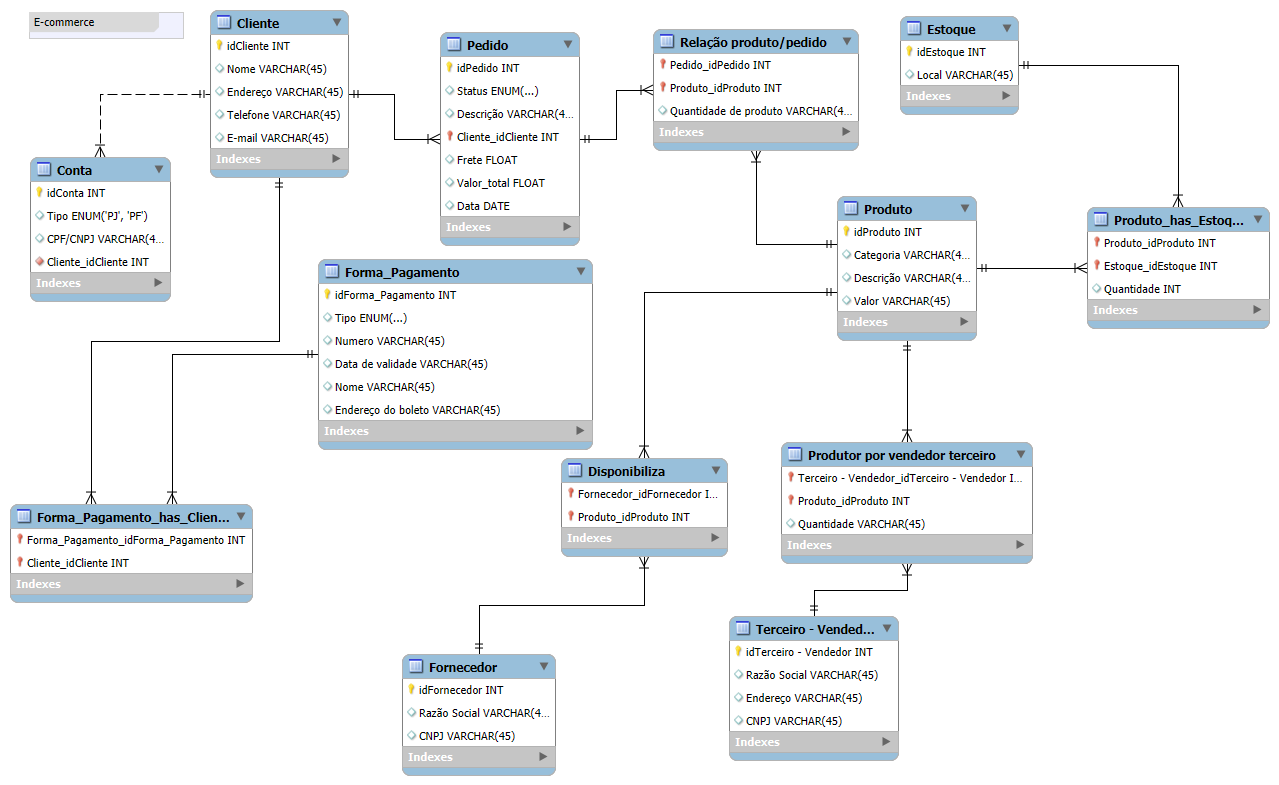 E-commerce
Cliente
idCliente INT
Nome VARCHAR(45)
Endereço VARCHAR(45)
Telefone VARCHAR(45)
E-mail VARCHAR(45)
Indexes
Pedido
idPedido INT
Status ENUM(...)
Descrição VARCHAR(4...
Cliente_idCliente INT
Frete FLOAT
Valor_total FLOAT
Data DATE
Indexes
Relação produto/pedido
Pedido_idPedido INT
Produto_idProduto INT
Quantidade de produto VARCHAR(4...
Indexes
Estoque
idEstoque INT
Local VARCHAR(45)
Indexes
Conta
idConta INT
Tipo ENUM('PJ', 'PF')
CPF/CNPJ VARCHAR(4...
Cliente_idCliente INT
Indexes
Produto
idProduto INT
Categoria VARCHAR(4...
Descrição VARCHAR(4...
Valor VARCHAR(45)
Indexes
Produto_has_Estoq...
Produto_idProduto INT
Estoque_idEstoque INT
Quantidade INT
Indexes
Forma_Pagamento
idForma_Pagamento INT
Tipo ENUM(...)
Numero VARCHAR(45)
Data de validade VARCHAR(45)
Nome VARCHAR(45)
Endereço do boleto VARCHAR(45)
Indexes
Disponibiliza
Fornecedor_idFornecedor I...
Produto_idProduto INT
Indexes
Produtor por vendedor terceiro
Terceiro - Vendedor_idTerceiro - Vendedor I...
Produto_idProduto INT
Quantidade VARCHAR(45)
Indexes
Forma_Pagamento_has_Clien...
Forma_Pagamento_idForma_Pagamento INT
Cliente_idCliente INT
Indexes
Fornecedor
idFornecedor INT
Razão Social VARCHAR(4...
CNPJ VARCHAR(45)
Indexes
Terceiro - Vended...
idTerceiro - Vendedor INT
Razão Social VARCHAR(45)
Endereço VARCHAR(45)
CNPJ VARCHAR(45)
Indexes